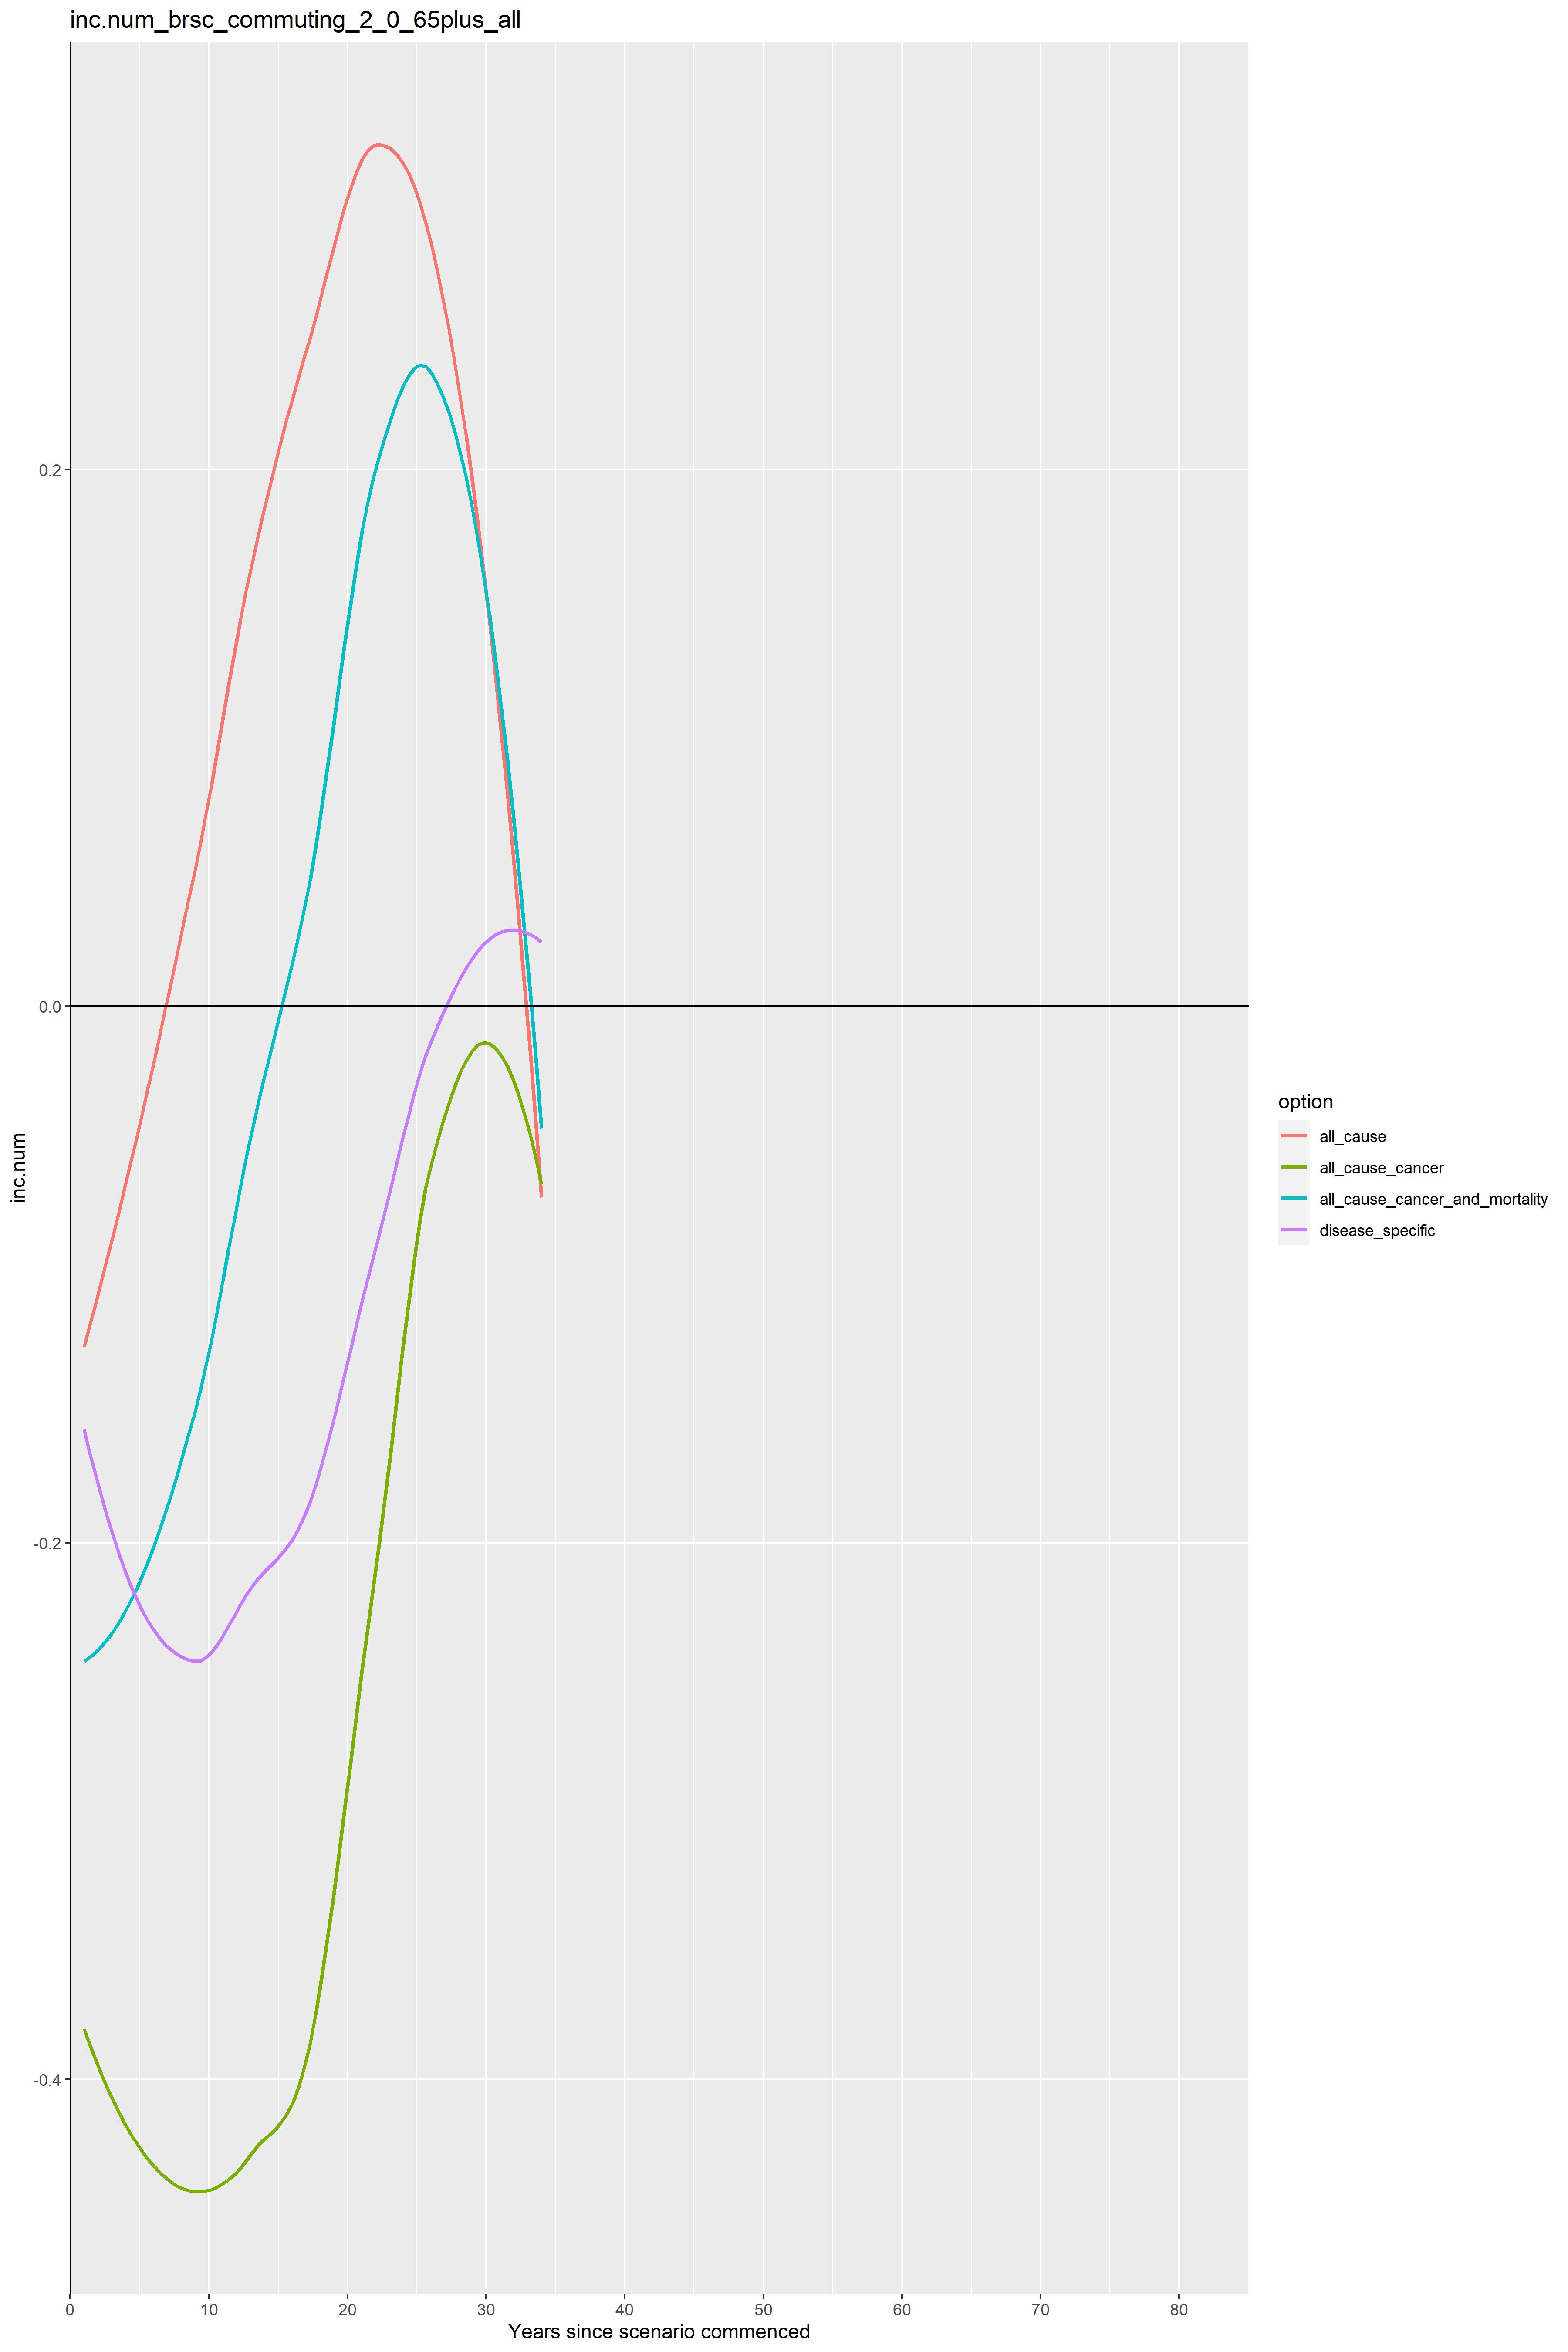 inc.num_brsc_commuting_2_0_65plus_all
0.2
0.0
-0.2
-0.4
inc.num
0 10 20 30 40 50 60 70 80
Years since scenario commenced
option
all_cause
all_cause_cancer
all_cause_cancer_and_mortality
disease_specific